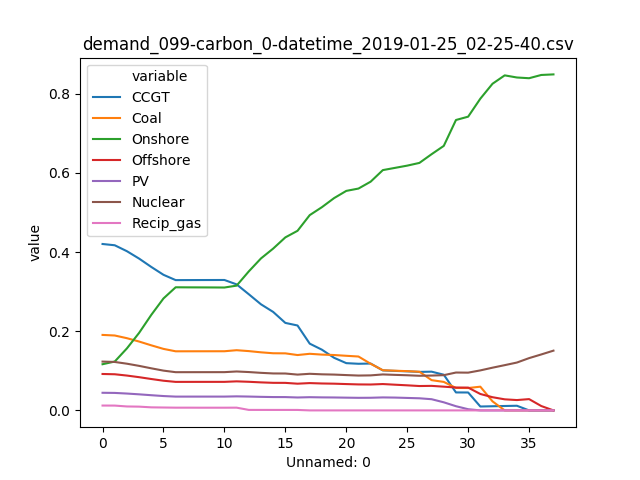 demand_099-carbon_0-datetime_2019-01-25_02-25-40.csv
variable
CCGT
Coal
Onshore
Offshore
PV
Nuclear
Recip_gas
value
0.8
0.6
0.4
0.2
0.0
0 5 10 15 20 25 30 35
Unnamed: 0